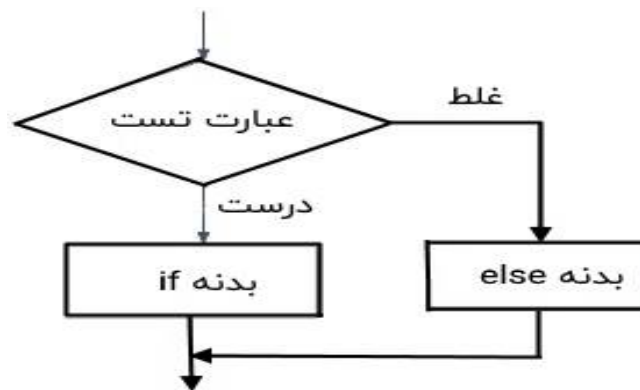 عبارت تست
غلط
درست
بدنه if
بدنه else